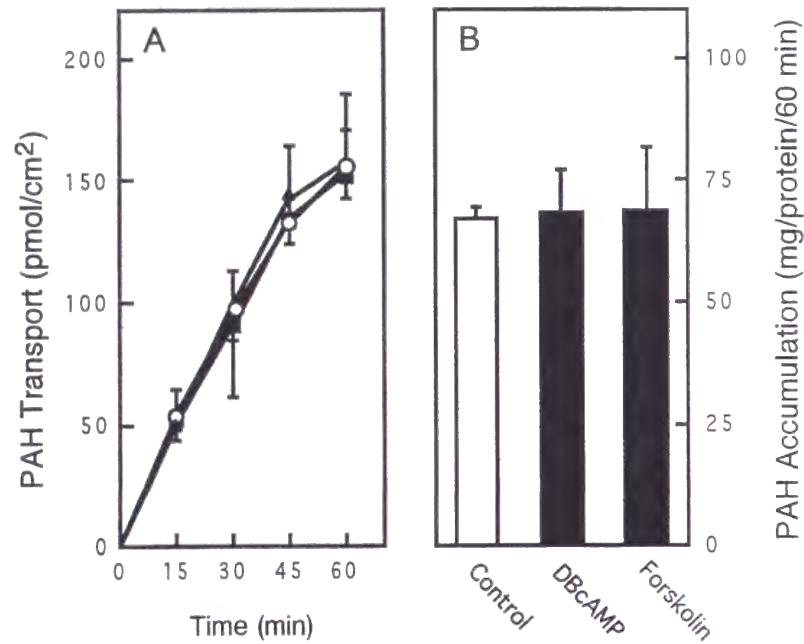 A
B
PAH Transport (pmol/cm2)
200
150
100
50
0
0 15 30 45 60
Time (min)
100
75
50
25
0
Control
DBcAMP
Forskolin
PAH Accumulation (mg/protein/60 min)